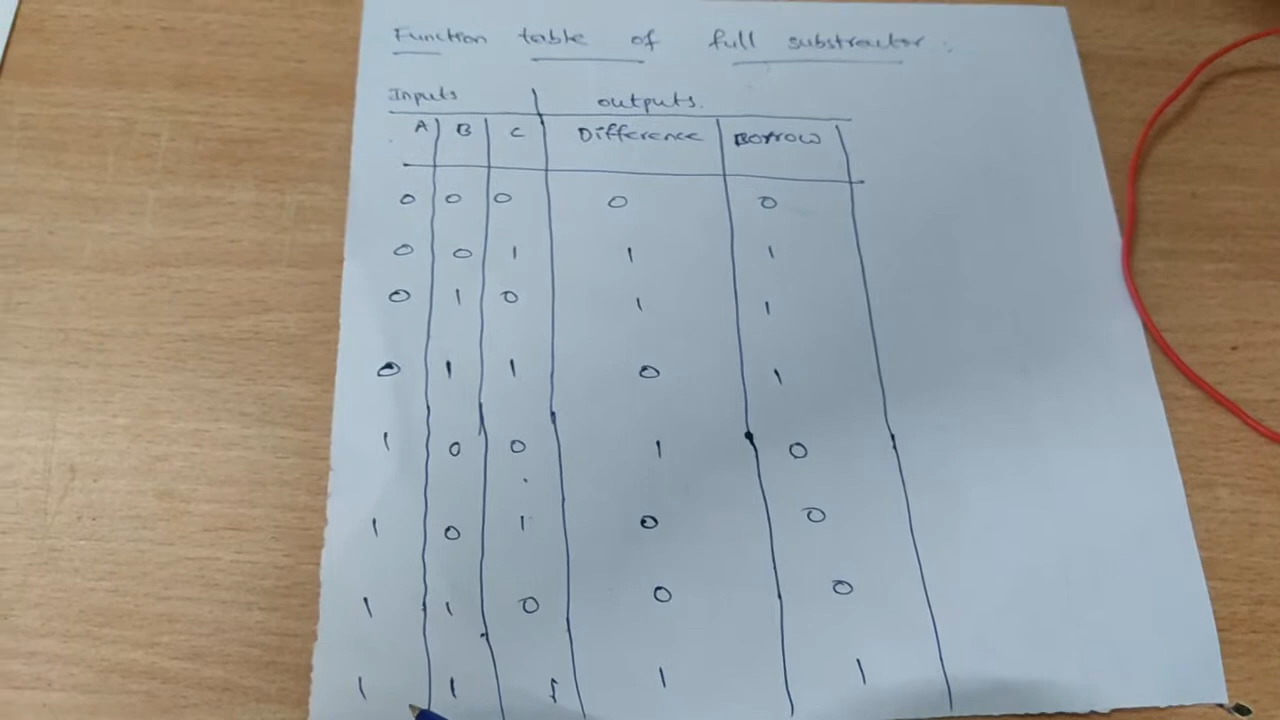 Function table of full substractor.
Inputs outputs.
A B C Difference Borrow
0 0 0 0 0
0 0 1 1 1
0 1 0 1 1
0 1 1 0 1
1 0 0 1 0
1 0 1 0 0
1 1 0 0 0
1 1 1 1 1